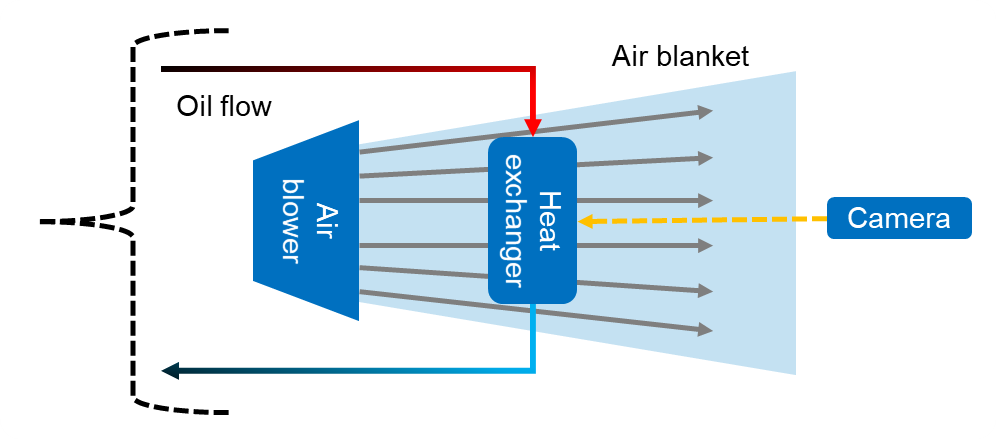 Air blanket
Oil flow
Air
blower
Heat
exchanger
Camera